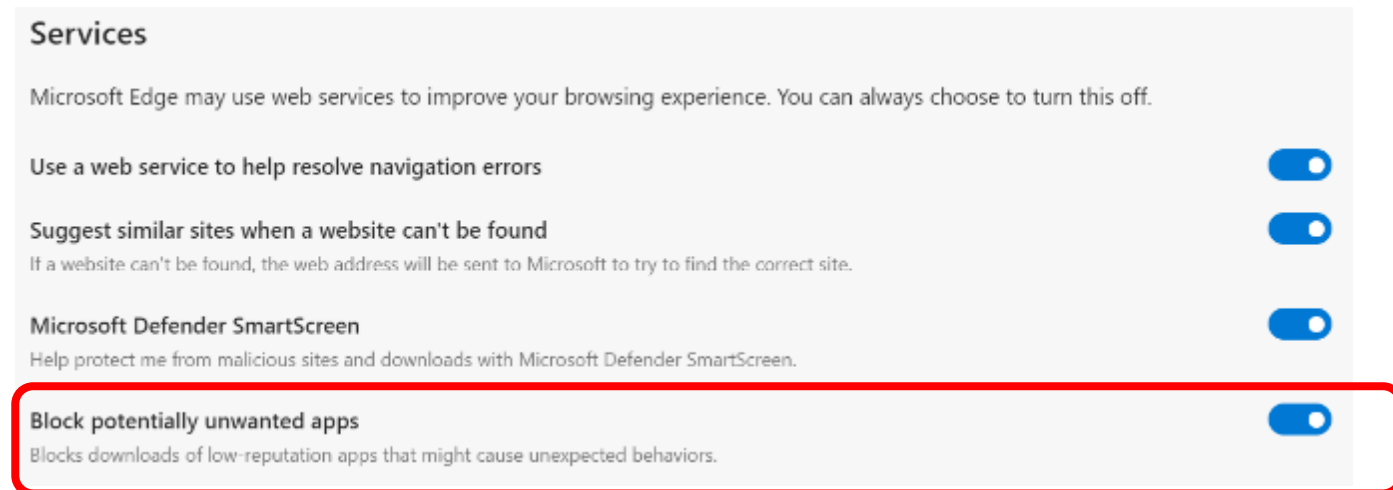 Services
Microsoft Edge may use web services to improve your browsing experience. You can always choose to turn this off.
Use a web service to help resolve navigation errors
Suggest similar sites when a website can't be found
If a website can't be found, the web address will be sent to Microsoft to try to find the correct site.
Microsoft Defender SmartScreen
Help protect me from malicious sites and downloads with Microsoft Defender SmartScreen.
Block potentially unwanted apps
Blocks downloads of low-reputation apps that might cause unexpected behaviors.